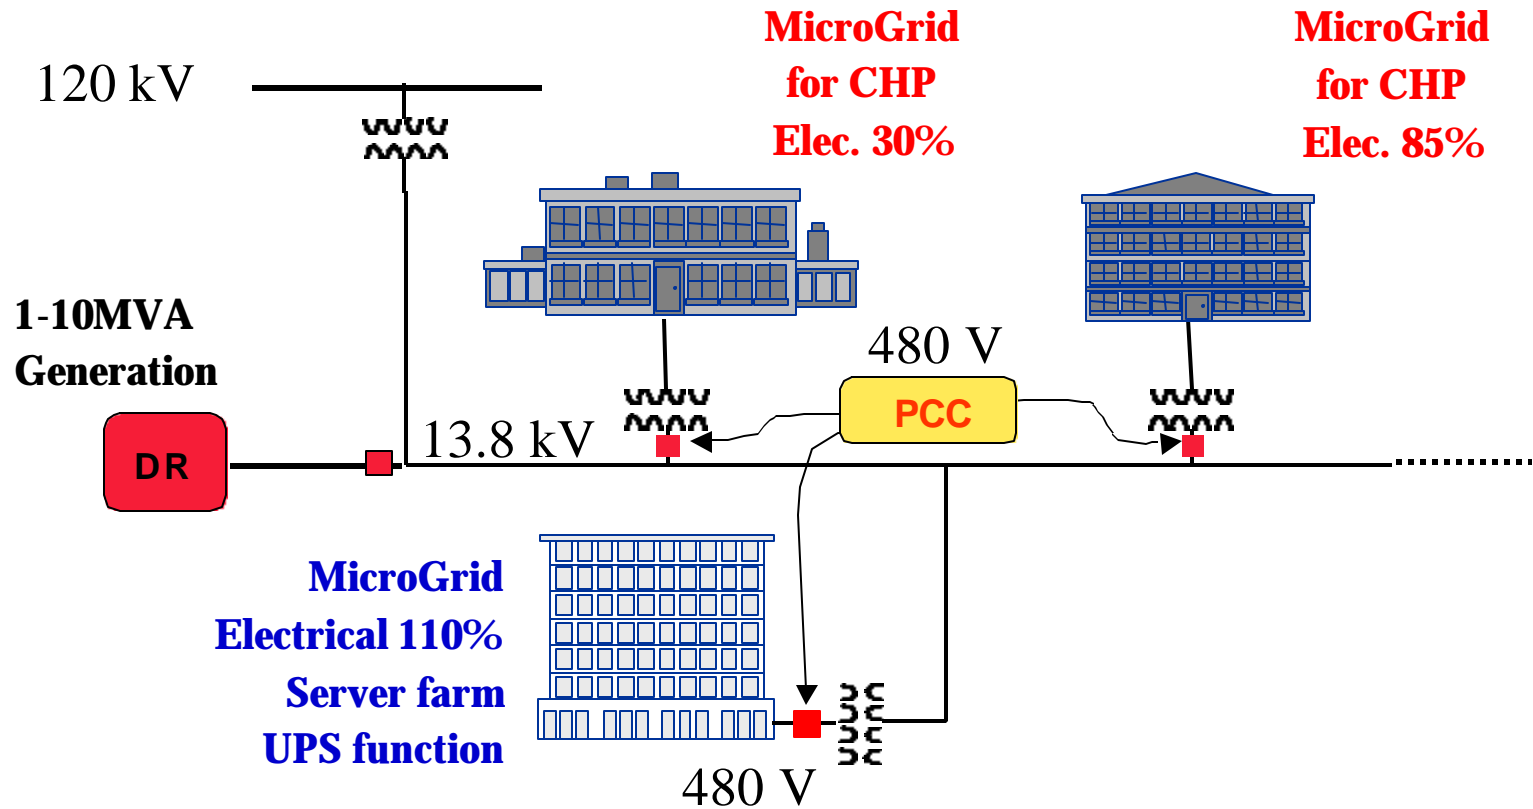 120 kV
MicroGrid
for CHP
Elec. 30%
MicroGrid
for CHP
Elec. 85%
1-10MVA
Generation
DR
13.8 kV
480 V
PCC
MicroGrid
Electrical 110%
Server farm
UPS function
480 V